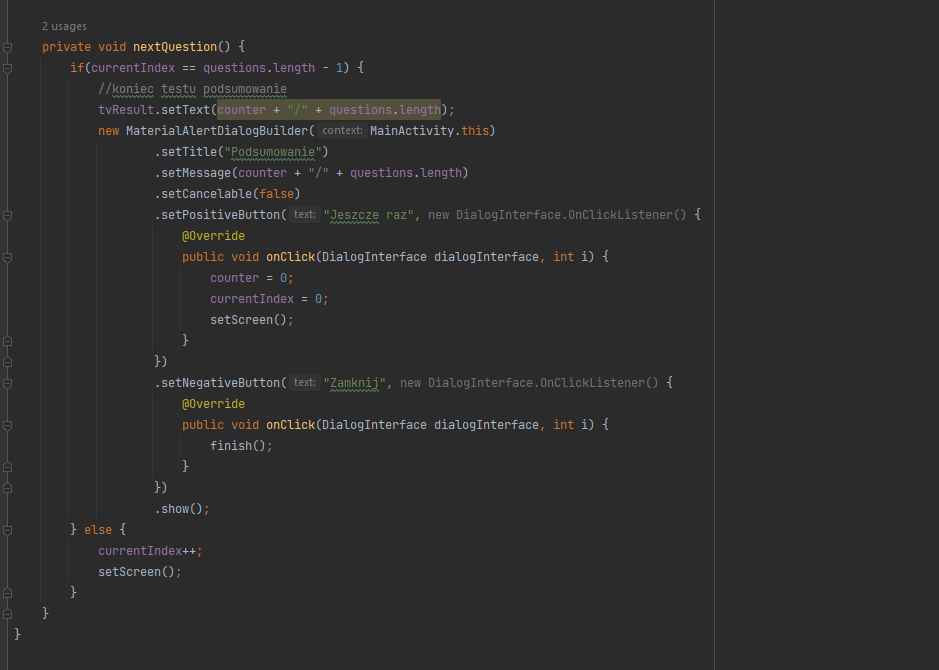 2 usages
private void nextQuestion() {
if(currentIndex == questions.length - 1) {
//koniec testu podsumowanie
tvResult.setText(counter + "/" + questions.length);
new MaterialAlertDialogBuilder( context: MainActivity.this)
.setTitle("Podsumowanie")
.setMessage(counter + "/" + questions.length)
.setCancelable(false)
.setPositiveButton( text: "Jeszcze raz", new DialogInterface.OnClickListener() {
@Override
public void onClick(DialogInterface dialogInterface, int i) {
counter = 0;
currentIndex = 0;
setScreen();
}
})
.setNegativeButton( text: "Zamknij", new DialogInterface.OnClickListener() {
@Override
public void onClick(DialogInterface dialogInterface, int i) {
finish();
}
})
.show();
} else {
currentIndex++;
setScreen();
}
}
}